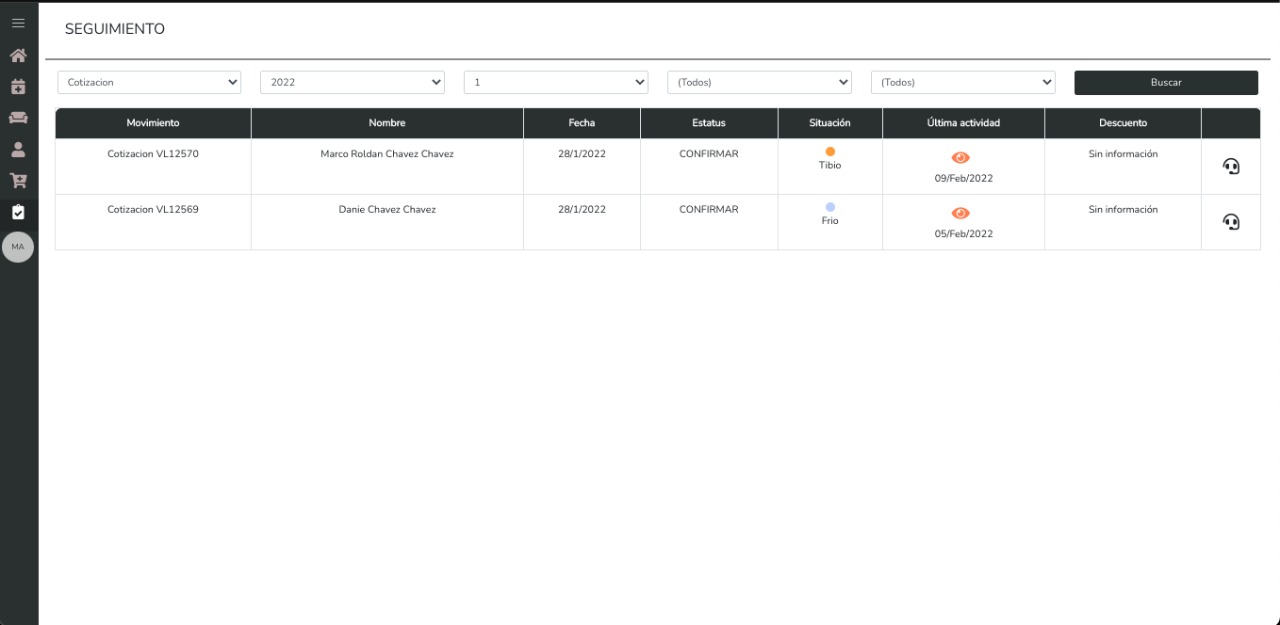 SEGUIMIENTO
Cotizacion 2022 1 (Todos) (Todos) Buscar
Movimiento Nombre Fecha Estatus Situación Última actividad Descuento
Cotizacion VL12570 Marco Roldan Chavez Chavez 28/1/2022 CONFIRMAR Tibio 09/Feb/2022 Sin información
Cotizacion VL12569 Danie Chavez Chavez 28/1/2022 CONFIRMAR Frio 05/Feb/2022 Sin información
MA